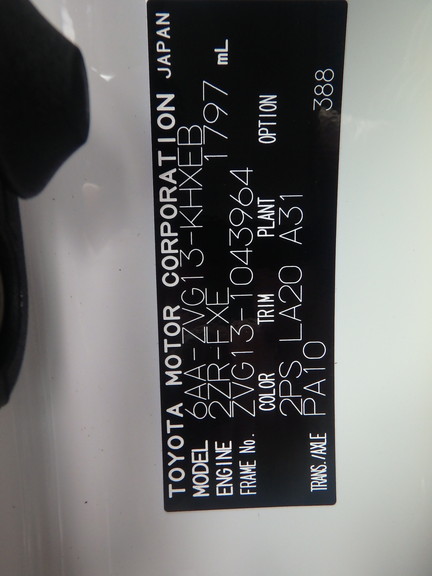 TOYOTA MOTOR CORPORATION JAPAN
MODEL 6AA-ZVG13-KHXEB
ENGINE 2ZR-EXE 1797 mL
FRAME No. ZVG13-1043964
COLOR TRIM PLANT OPTION
2PS LA20 A31
TRANS./AXLE PA10 388